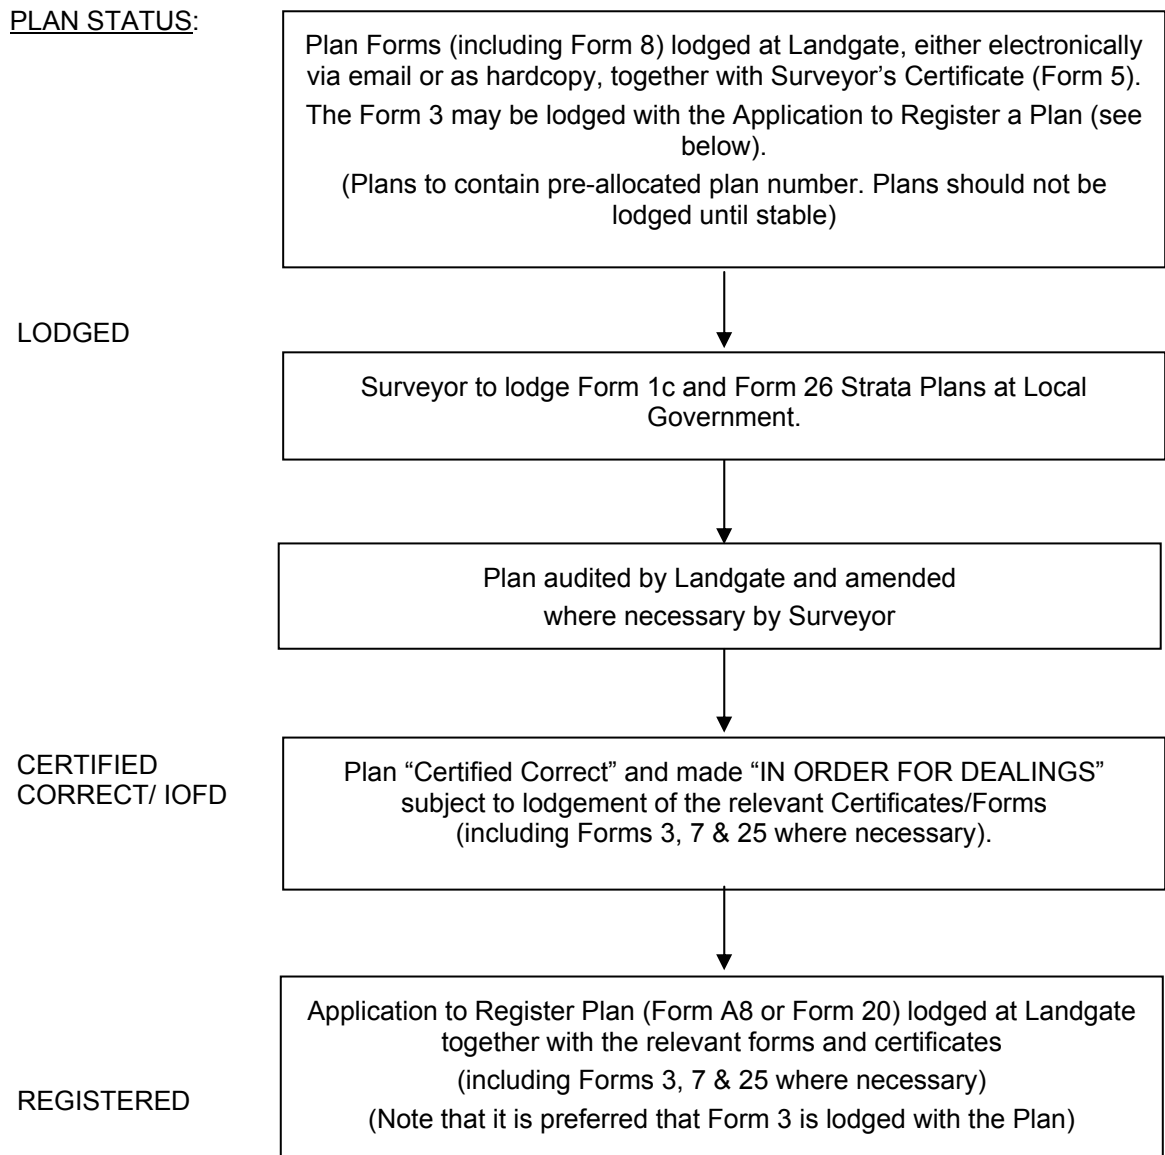 PLAN STATUS:
Plan Forms (including Form 8) lodged at Landgate, either electronically
via email or as hardcopy, together with Surveyor’s Certificate (Form 5).
The Form 3 may be lodged with the Application to Register a Plan (see
below).
(Plans to contain pre-allocated plan number. Plans should not be
lodged until stable)
LODGED
Surveyor to lodge Form 1c and Form 26 Strata Plans at Local
Government.
Plan audited by Landgate and amended
where necessary by Surveyor
CERTIFIED
CORRECT/ IOFD
Plan “Certified Correct” and made “IN ORDER FOR DEALINGS”
subject to lodgement of the relevant Certificates/Forms
(including Forms 3, 7 & 25 where necessary).
Application to Register Plan (Form A8 or Form 20) lodged at Landgate
together with the relevant forms and certificates
(including Forms 3, 7 & 25 where necessary)
(Note that it is preferred that Form 3 is lodged with the Plan)
REGISTERED